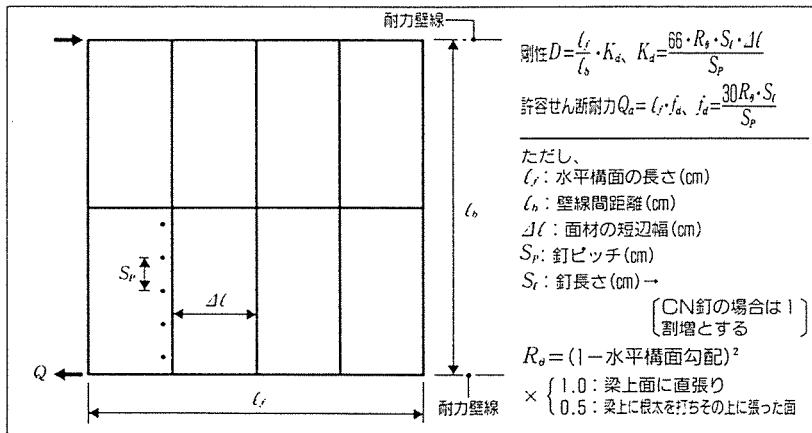 耐力壁線
剛性D=ℓf/ℓb・Kd、Kd=66・Rg・Sℓ・Δℓ/SP
許容せん断耐力Qa=ℓf・fd、fd=30Rg・Sℓ/SP
ただし、
ℓf:水平構面の長さ(cm)
ℓb:壁線間距離(cm)
Δℓ:面材の短辺幅(cm)
SP:釘ピッチ(cm)
Sℓ:釘長さ(cm)→
〔CN釘の場合は1
割増とする〕
Rg=(1−水平構面勾配)²
×{1.0:梁上面に直張り
0.5:梁上に根太を打ちその上に張った面
ℓb
SP
Δℓ
Q
ℓf
耐力壁線